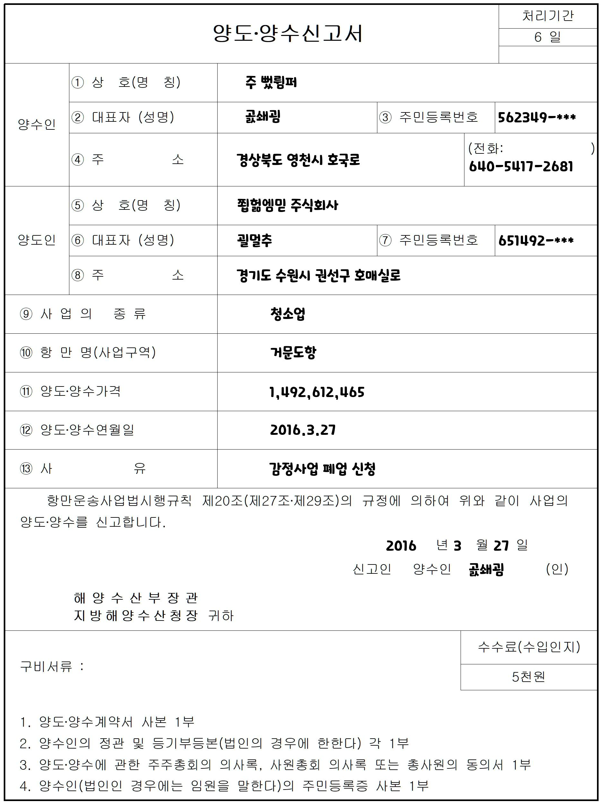 양도·양수신고서
처리기간
6 일
양수인
① 상 호(명 칭)
주 뻤륌퍼
② 대표자 (성명)
곬쇄굉
③ 주민등록번호
562349-***
④ 주 소
경상북도 영천시 호국로
(전화: )
640-5417-2681
양도인
⑤ 상 호(명 칭)
쬡헗엥믿 주식회사
⑥ 대표자 (성명)
괼멀추
⑦ 주민등록번호
651492-***
⑧ 주 소
경기도 수원시 권선구 호매실로
⑨ 사 업 의 종 류
청소업
⑩ 항 만 명(사업구역)
거문도항
⑪ 양도·양수가격
1,492,612,465
⑫ 양도·양수연월일
2016.3.27
⑬ 사 유
감정사업 폐업 신청
항만운송사업법시행규칙 제20조(제27조·제29조)의 규정에 의하여 위와 같이 사업의
양도·양수를 신고합니다.
2016 년 3 월 27 일
신고인 양수인 곬쇄굉 (인)
해 양 수 산 부 장 관
지방해양수산청장 귀하
구비서류 :
수수료(수입인지)
5천원
1. 양도·양수계약서 사본 1부
2. 양수인의 정관 및 등기부등본(법인의 경우에 한한다) 각 1부
3. 양도·양수에 관한 주주총회의 의사록, 사원총회 의사록 또는 총사원의 동의서 1부
4. 양수인(법인인 경우에는 임원을 말한다)의 주민등록증 사본 1부